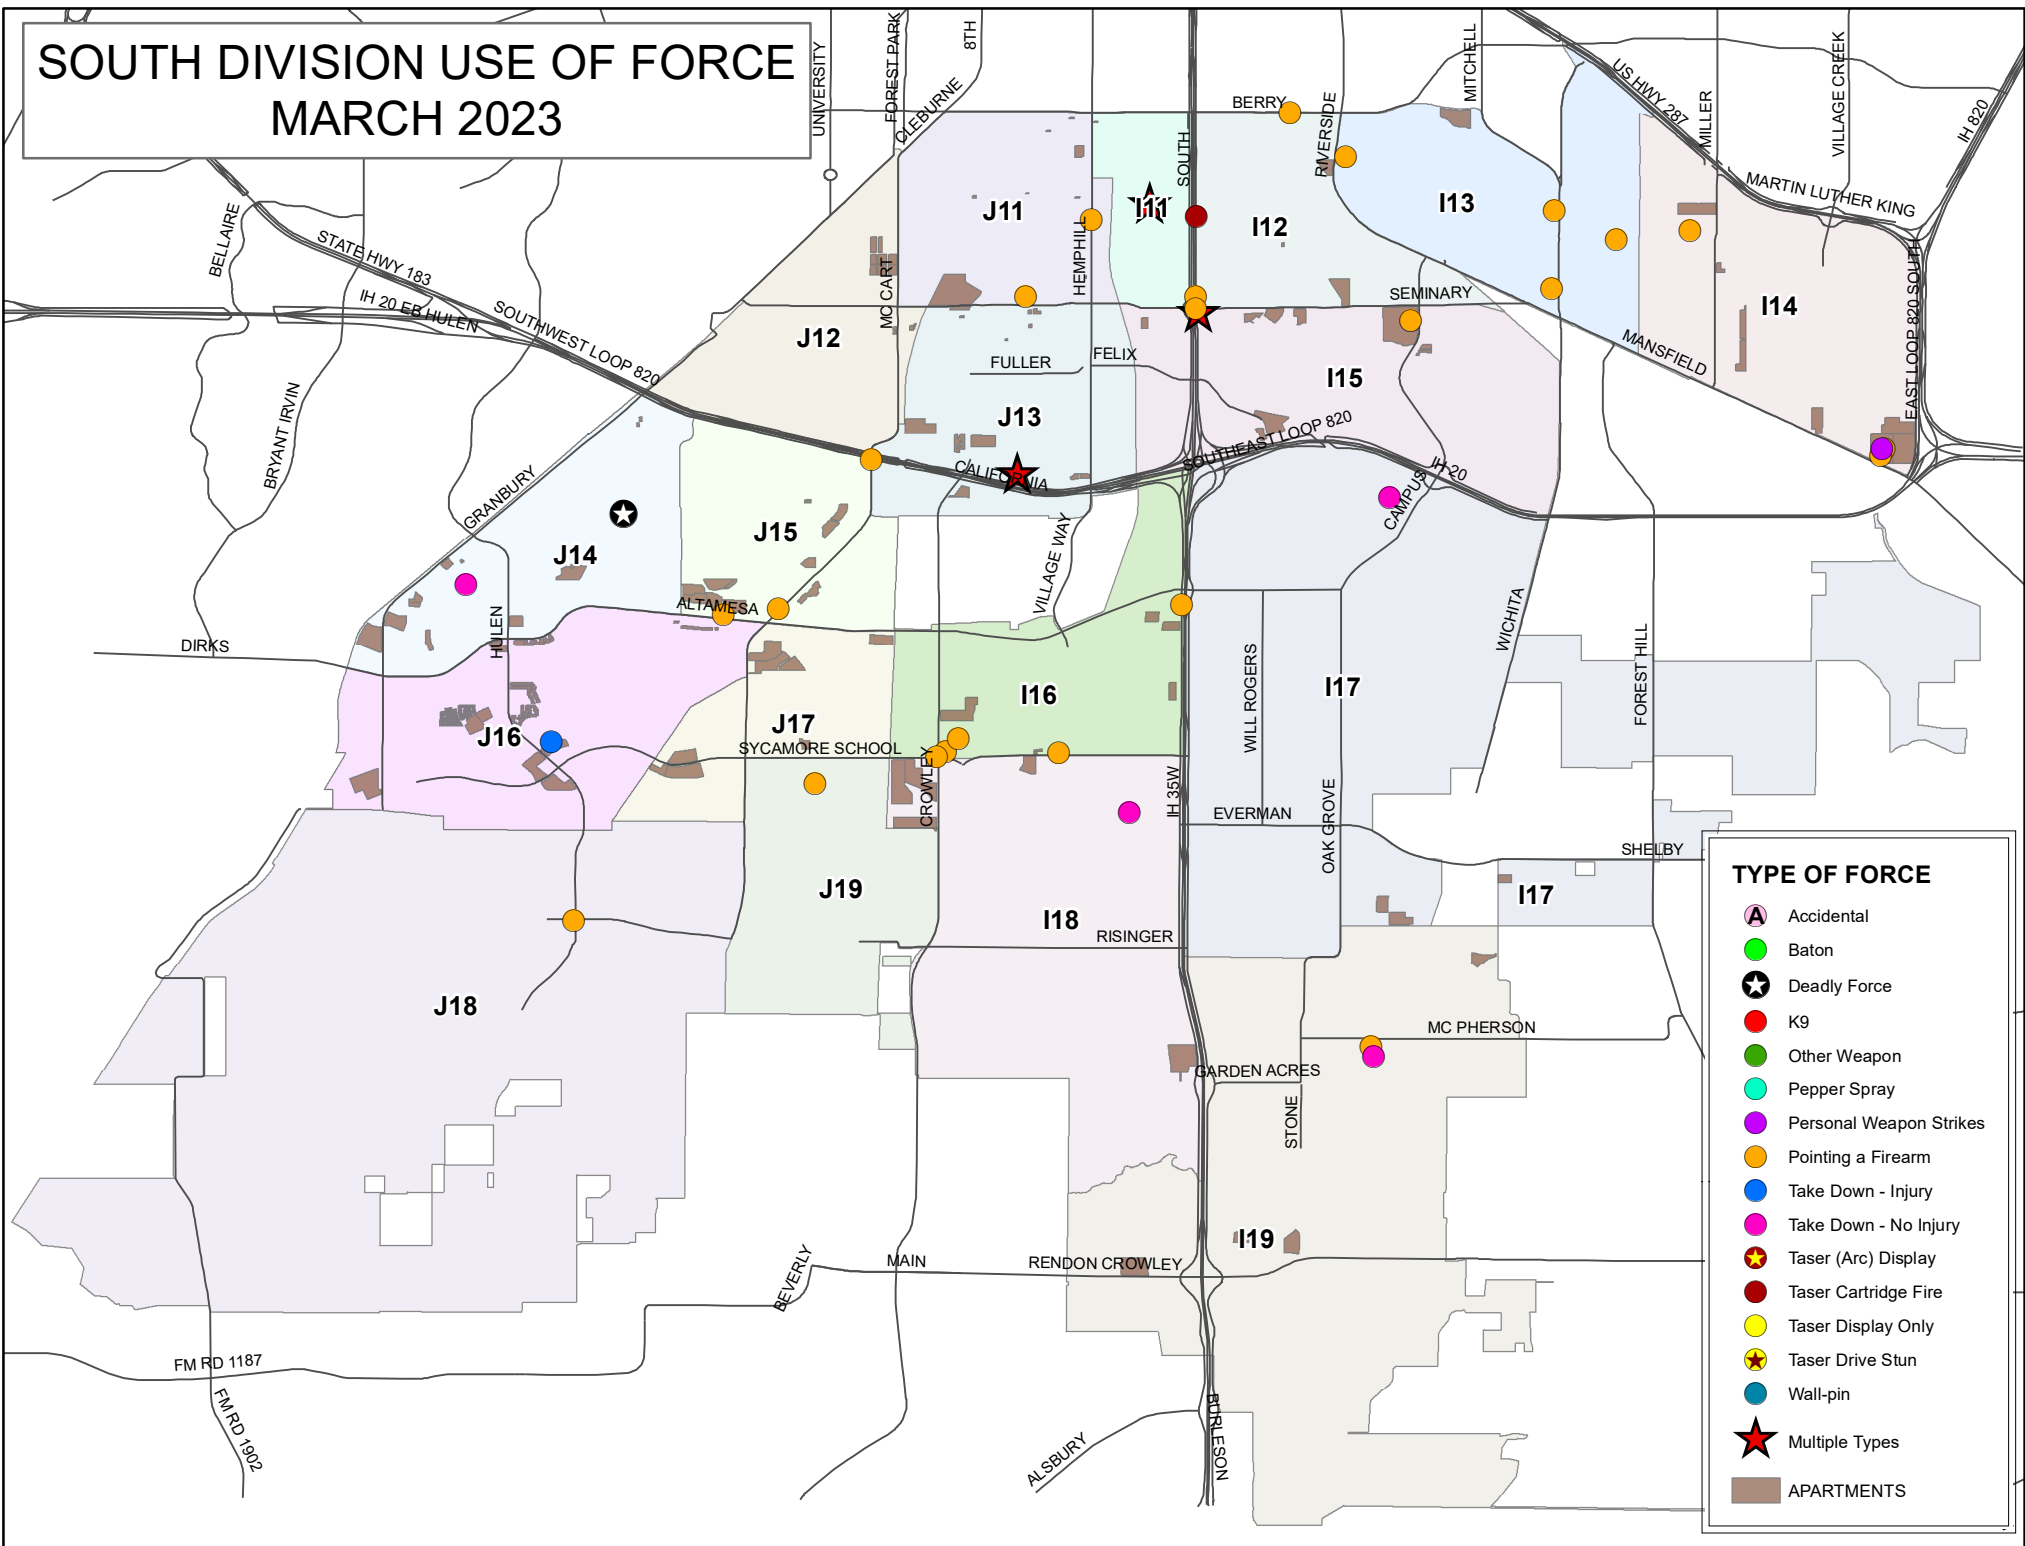 SOUTH DIVISION USE OF FORCE
MARCH 2023
UNIVERSITY
FOREST PARK
8TH
CLEBURNE
BERRY
RIVERSIDE
MITCHELL
US HWY 287
MILLER
VILLAGE CREEK
IH 820
MARTIN LUTHER KING
SOUTH
BELLAIRE
STATE HWY 183
IH 20 EB HULEN
SOUTHWEST LOOP 820
MC CART
HEMPHILL
J11
I11
I12
I13
I14
SEMINARY
MANSFIELD
EAST LOOP 820 SOUTH
J12
FULLER
FELIX
I15
J13
BRYANT IRVIN
GRANBURY
CALIFORNIA
SOUTHEAST LOOP 820
IH 20
CAMPUS
J14
J15
VILLAGE WAY
ALTAMESA
HULEN
DIRKS
WICHITA
FOREST HILL
WILL ROGERS
I16
I17
J16
J17
SYCAMORE SCHOOL
CROWLEY
IH 35W
EVERMAN
OAK GROVE
SHELBY
J19
I18
I17
RISINGER
J18
MC PHERSON
GARDEN ACRES
STONE
I19
RENDON CROWLEY
MAIN
BEVERLY
FM RD 1187
FM RD 1902
ALSBURY
BURLESON
TYPE OF FORCE
A Accidental
Baton
Deadly Force
K9
Other Weapon
Pepper Spray
Personal Weapon Strikes
Pointing a Firearm
Take Down - Injury
Take Down - No Injury
Taser (Arc) Display
Taser Cartridge Fire
Taser Display Only
Taser Drive Stun
Wall-pin
Multiple Types
APARTMENTS